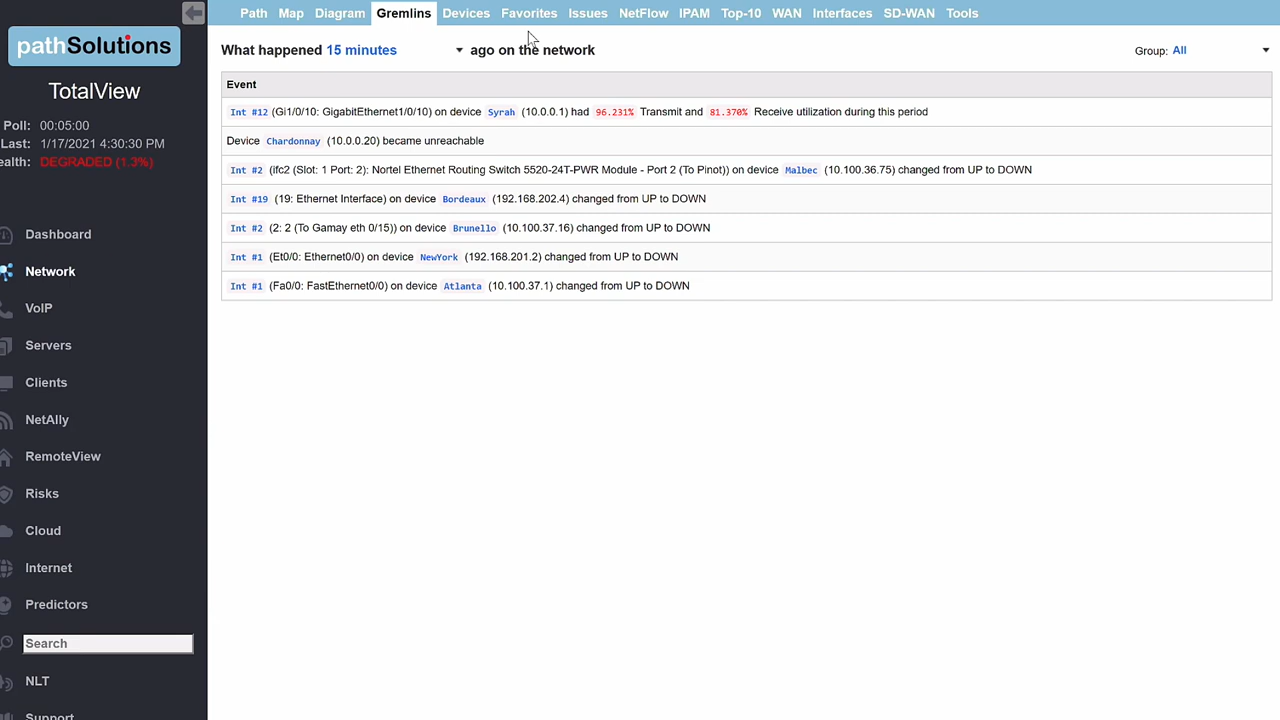 Path Map Diagram Gremlins Devices Favorites Issues NetFlow IPAM Top-10 WAN Interfaces SD-WAN Tools
pathSolutions
TotalView
Poll: 00:05:00
Last: 1/17/2021 4:30:30 PM
ealth: DEGRADED (1.3%)
Dashboard
Network
VoIP
Servers
Clients
NetAlly
RemoteView
Risks
Cloud
Internet
Predictors
Search
NLT
Support
What happened 15 minutes ago on the network
Group: All
Event
Int #12 (Gi1/0/10: GigabitEthernet1/0/10) on device Syrah (10.0.0.1) had 96.231% Transmit and 81.370% Receive utilization during this period
Device Chardonnay (10.0.0.20) became unreachable
Int #2 (ifc2 (Slot: 1 Port: 2): Nortel Ethernet Routing Switch 5520-24T-PWR Module - Port 2 (To Pinot)) on device Malbec (10.100.36.75) changed from UP to DOWN
Int #19 (19: Ethernet Interface) on device Bordeaux (192.168.202.4) changed from UP to DOWN
Int #2 (2: 2 (To Gamay eth 0/15)) on device Brunello (10.100.37.16) changed from UP to DOWN
Int #1 (Et0/0: Ethernet0/0) on device NewYork (192.168.201.2) changed from UP to DOWN
Int #1 (Fa0/0: FastEthernet0/0) on device Atlanta (10.100.37.1) changed from UP to DOWN